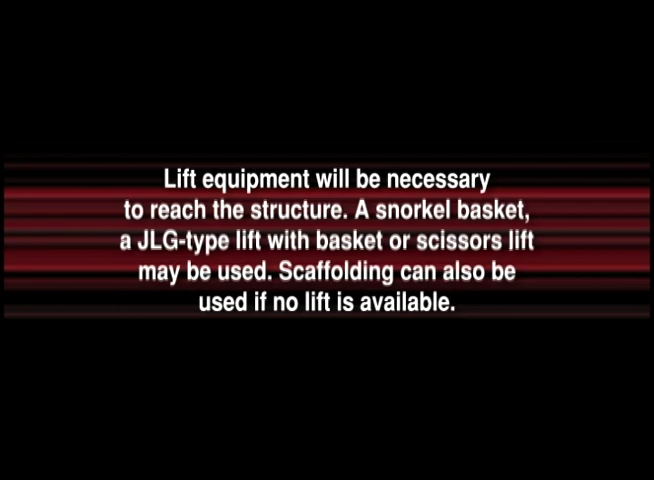 Lift equipment will be necessary
to reach the structure. A snorkel basket,
a JLG-type lift with basket or scissors lift
may be used. Scaffolding can also be
used if no lift is available.